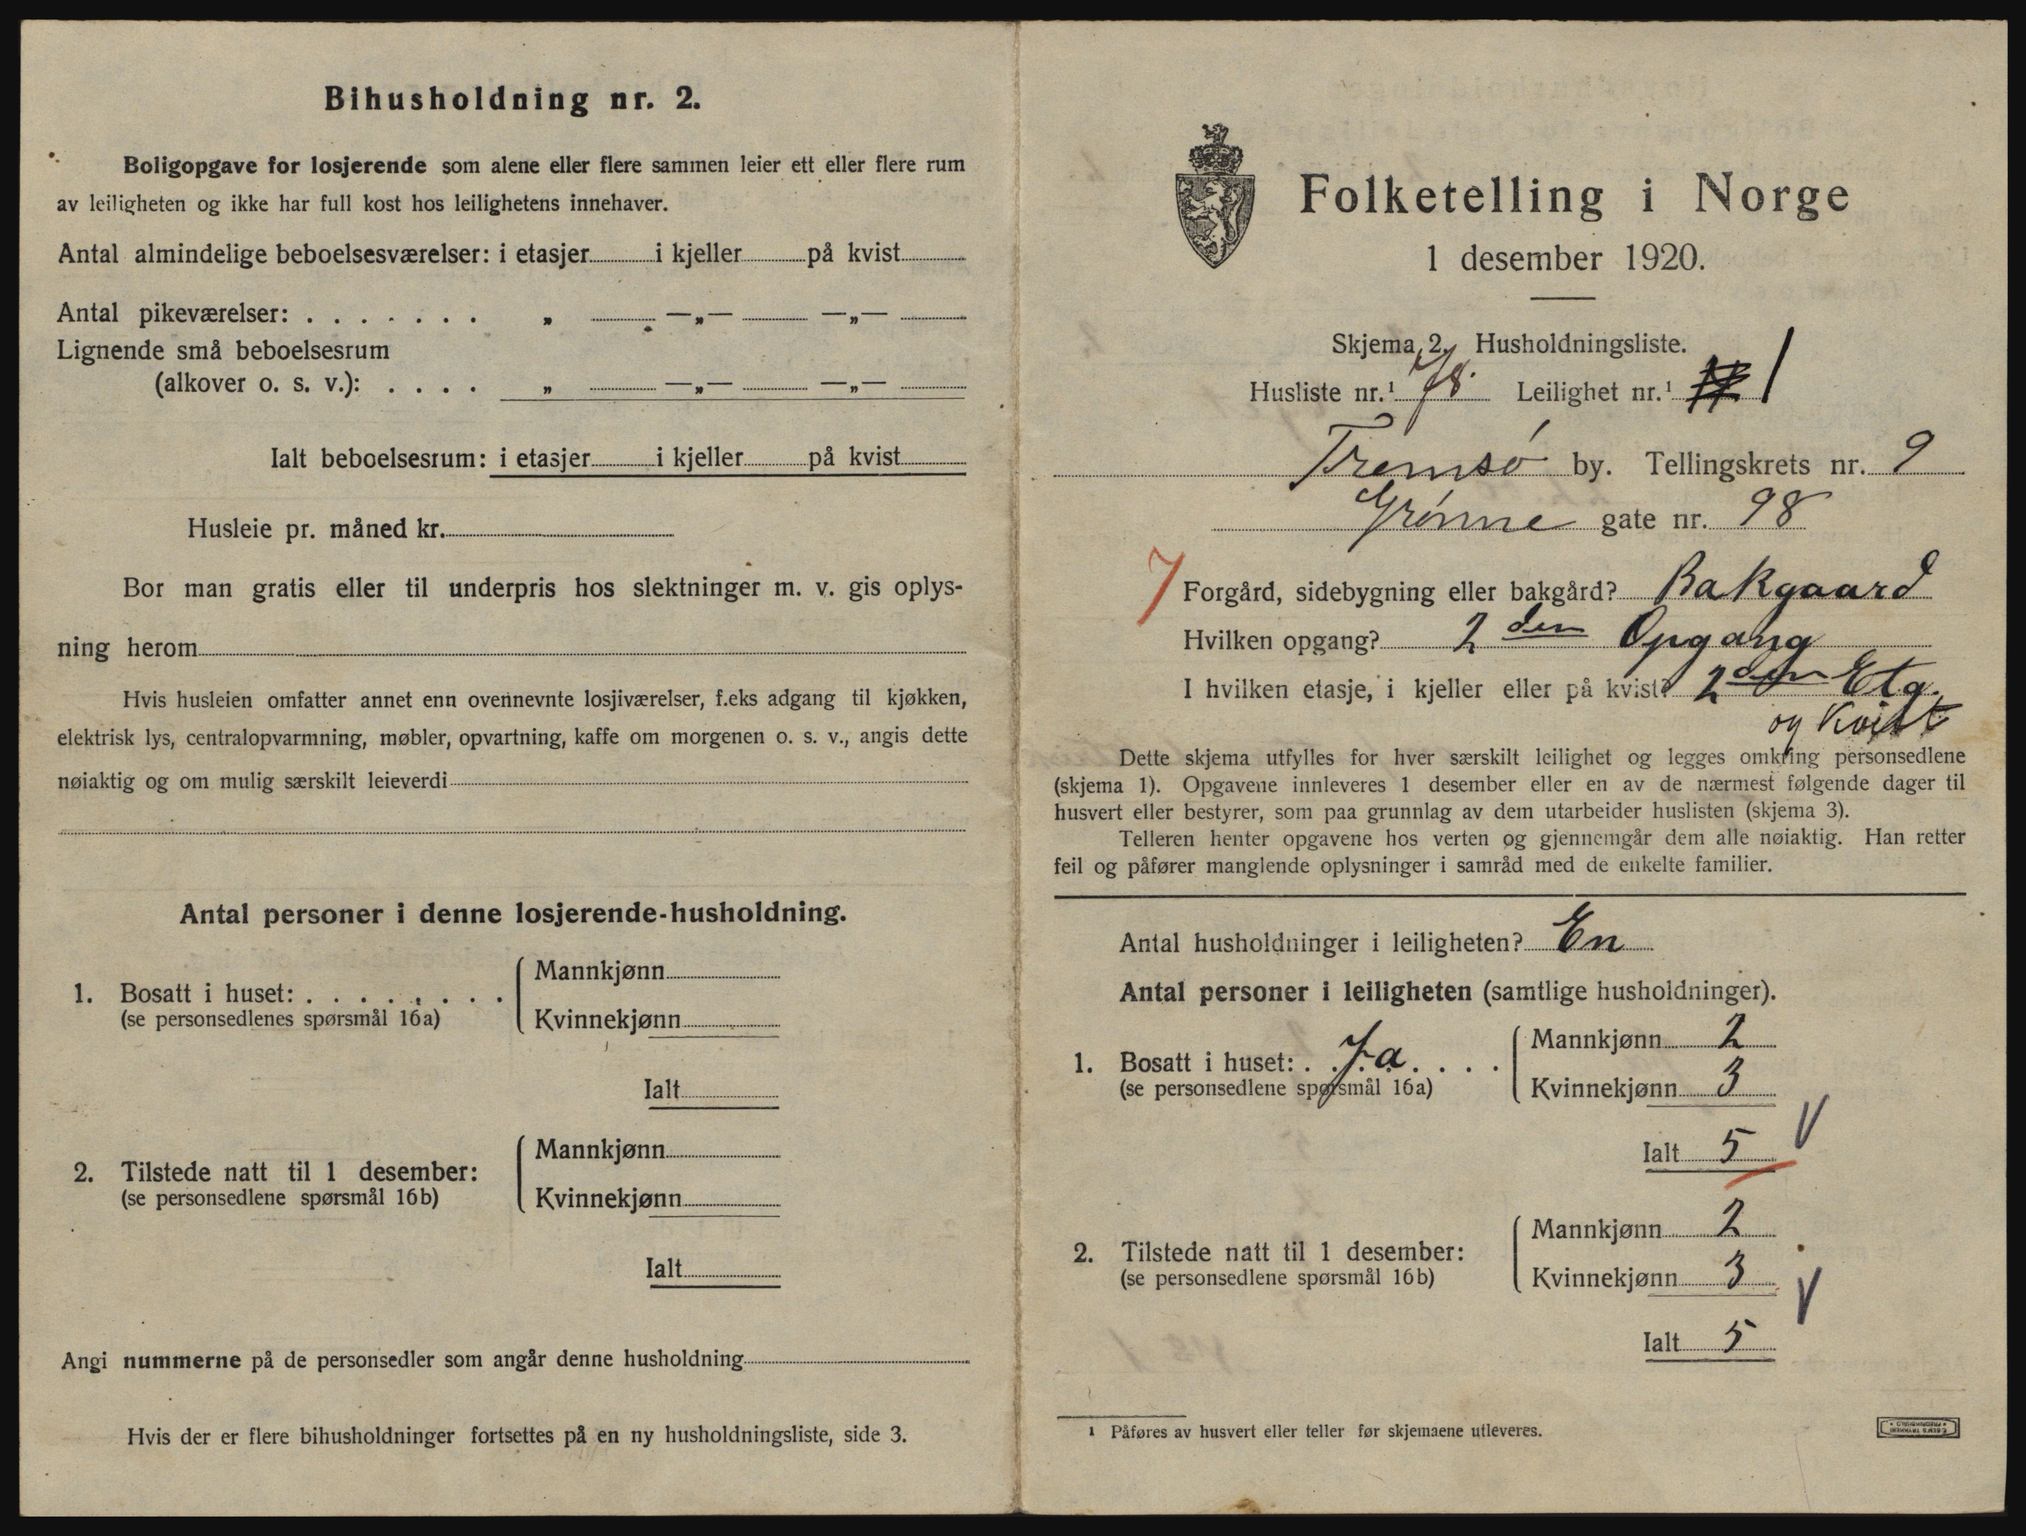 Bihusholdning nr. 2.
Boligopgave for losjerende som alene eller flere sammen leier ett eller flere rum
av leiligheten og ikke har full kost hos leilighetens innehaver.
Antal almindelige beboelsesværelser: i etasjer i kjeller på kvist
Antal pikeværelser: . . . . . . . „ —„— —„—
Lignende små beboelsesrum
(alkover o. s. v.): . . . . „ —„— —„—
Ialt beboelsesrum: i etasjer i kjeller på kvist
Husleie pr. måned kr.
Bor man gratis eller til underpris hos slektninger m. v. gis oplys-
ning herom
Hvis husleien omfatter annet enn ovennevnte losjiværelser, f.eks adgang til kjøkken,
elektrisk lys, centralopvarmning, møbler, opvartning, kaffe om morgenen o. s. v., angis dette
nøiaktig og om mulig særskilt leieverdi
Antal personer i denne losjerende-husholdning.
Mannkjønn
1. Bosatt i huset: . . . . . . . .
(se personsedlenes spørsmål 16a)
Kvinnekjønn
Ialt
Mannkjønn
2. Tilstede natt til 1 desember:
(se personsedlene spørsmål 16b)
Kvinnekjønn
Ialt
Angi nummerne på de personsedler som angår denne husholdning
Hvis der er flere bihusholdninger fortsettes på en ny husholdningsliste, side 3.
Folketelling i Norge
1 desember 1920.
Skjema 2. Husholdningsliste.
Husliste nr.¹ 78 Leilighet nr.¹ 1
Tromsø by. Tellingskrets nr. 9
Grønne gate nr. 98
7
Forgård, sidebygning eller bakgård? Bakgaard
Hvilken opgang? 2 den Opgang
I hvilken etasje, i kjeller eller på kvist? 2 den Etg.
og Kvist
Dette skjema utfylles for hver særskilt leilighet og legges omkring personsedlene
(skjema 1). Opgavene innleveres 1 desember eller en av de nærmest følgende dager til
husvert eller bestyrer, som paa grunnlag av dem utarbeider huslisten (skjema 3).
Telleren henter opgavene hos verten og gjennemgår dem alle nøiaktig. Han retter
feil og påfører manglende oplysninger i samråd med de enkelte familier.
Antal husholdninger i leiligheten? En
Antal personer i leiligheten (samtlige husholdninger).
Mannkjønn 2
1. Bosatt i huset: . Ja . . . .
(se personsedlene spørsmål 16a)
Kvinnekjønn 3
Ialt 5
Mannkjønn 2
2. Tilstede natt til 1 desember:
(se personsedlene spørsmål 16b)
Kvinnekjønn 3
Ialt 5
¹ Påføres av husvert eller teller før skjemaene utleveres.